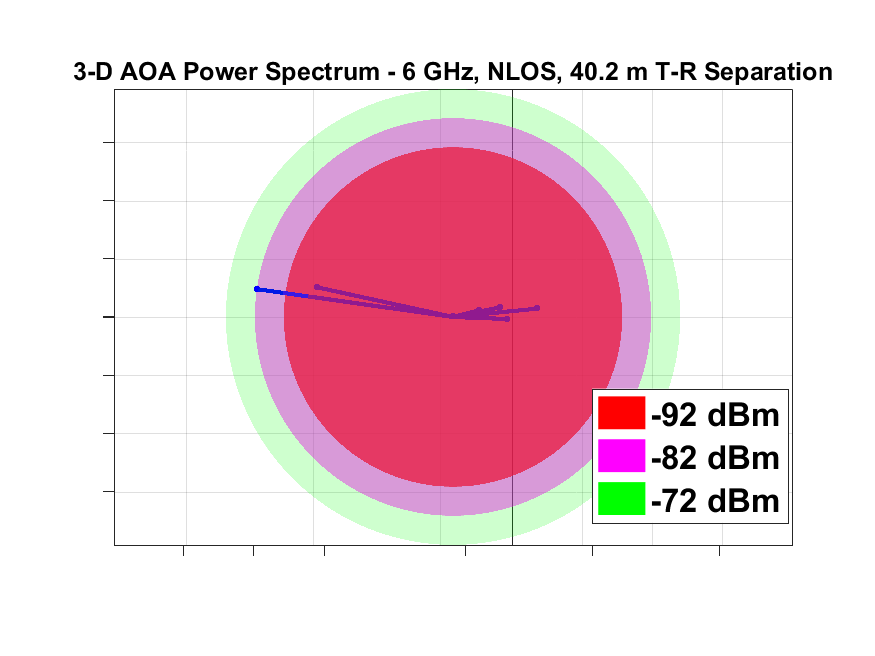 3-D AOA Power Spectrum - 6 GHz, NLOS, 40.2 m T-R Separation
-92 dBm
-82 dBm
-72 dBm